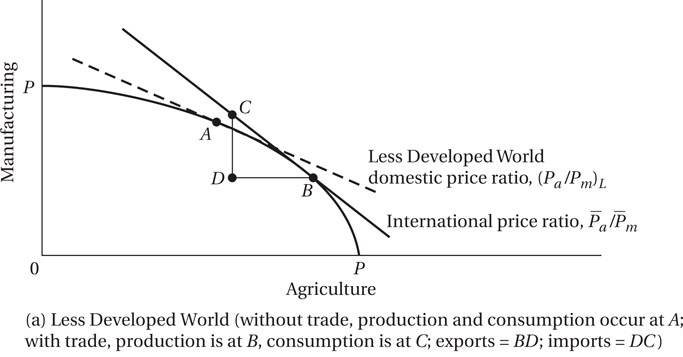 Manufacturing
P
C
A
Less Developed World
domestic price ratio, (Pₐ/Pₘ)_L
D
B
International price ratio, P̅ₐ/P̅ₘ
0
P
Agriculture
(a) Less Developed World (without trade, production and consumption occur at A;
with trade, production is at B, consumption is at C; exports = BD; imports = DC)